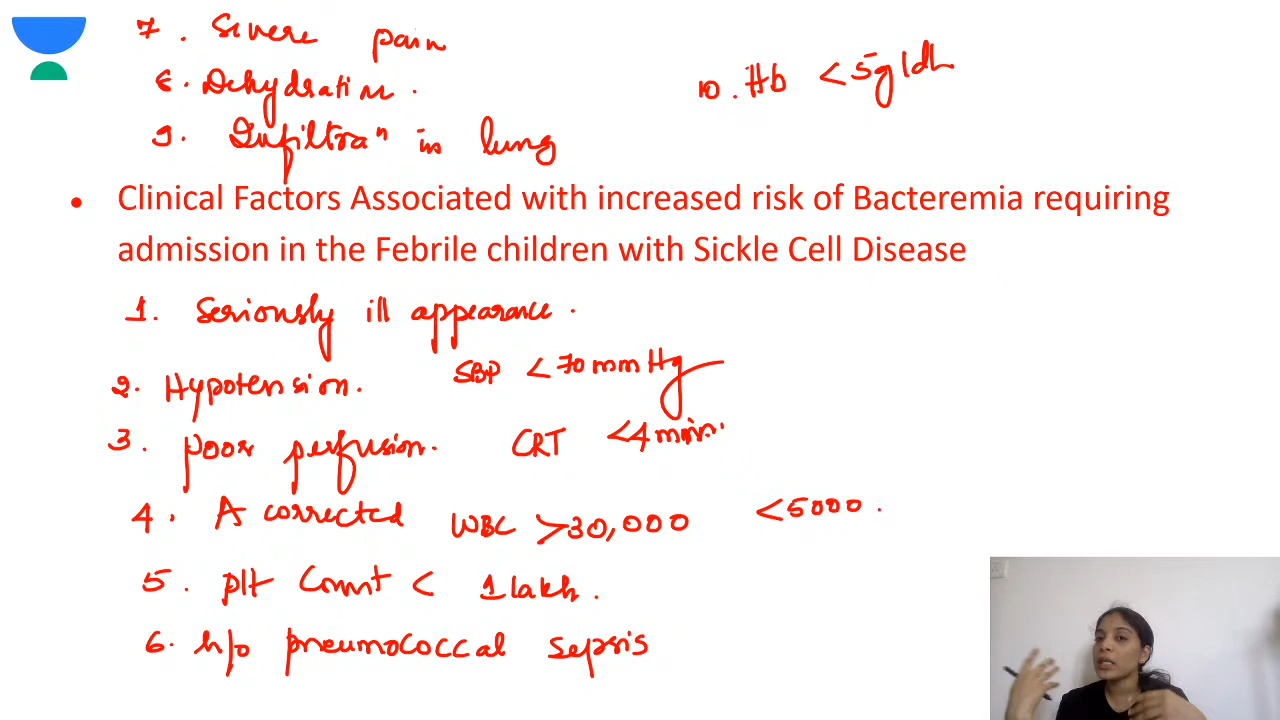 7. Severe pain
8. Dehydration.
9. Infiltraⁿ in lung
10. Hb <5g/dh
• Clinical Factors Associated with increased risk of Bacteremia requiring
admission in the Febrile children with Sickle Cell Disease
1. Seriously ill appearance.
2. Hypotension. SBP <70mmHg
3. poor perfusion. CRT <4 min.
4. A corrected WBC >30,000 <5000.
5. plt Count < 1 lakh.
6. h/o pneumococcal sepsis